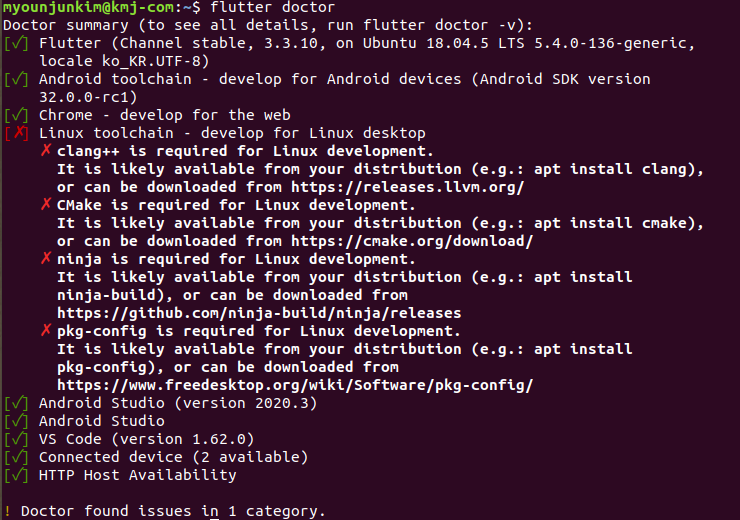 myounjunkim@kmj-com:~$ flutter doctor
Doctor summary (to see all details, run flutter doctor -v):
[✓] Flutter (Channel stable, 3.3.10, on Ubuntu 18.04.5 LTS 5.4.0-136-generic,
locale ko_KR.UTF-8)
[✓] Android toolchain - develop for Android devices (Android SDK version
32.0.0-rc1)
[✓] Chrome - develop for the web
[✗] Linux toolchain - develop for Linux desktop
✗ clang++ is required for Linux development.
It is likely available from your distribution (e.g.: apt install clang),
or can be downloaded from https://releases.llvm.org/
✗ CMake is required for Linux development.
It is likely available from your distribution (e.g.: apt install cmake),
or can be downloaded from https://cmake.org/download/
✗ ninja is required for Linux development.
It is likely available from your distribution (e.g.: apt install
ninja-build), or can be downloaded from
https://github.com/ninja-build/ninja/releases
✗ pkg-config is required for Linux development.
It is likely available from your distribution (e.g.: apt install
pkg-config), or can be downloaded from
https://www.freedesktop.org/wiki/Software/pkg-config/
[✓] Android Studio (version 2020.3)
[✓] Android Studio
[✓] VS Code (version 1.62.0)
[✓] Connected device (2 available)
[✓] HTTP Host Availability
! Doctor found issues in 1 category.